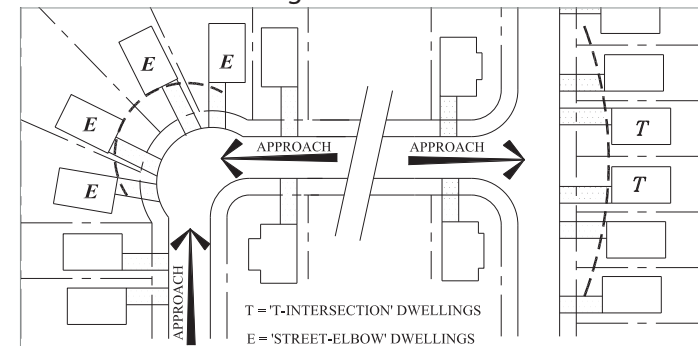 E
E
E
E
APPROACH
APPROACH
APPROACH
T
T
T = 'T-INTERSECTION' DWELLINGS
E = 'STREET-ELBOW' DWELLINGS